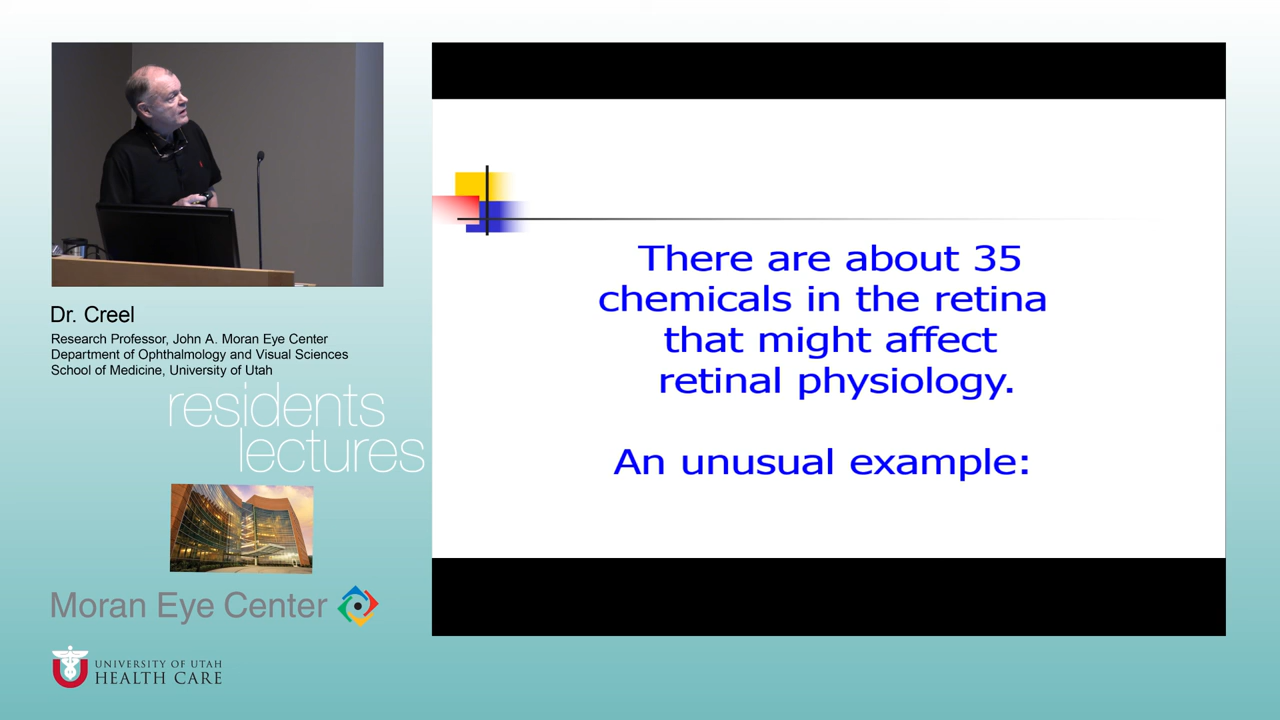 Dr. Creel
Research Professor, John A. Moran Eye Center
Department of Ophthalmology and Visual Sciences
School of Medicine, University of Utah
residents
lectures
Moran Eye Center
UNIVERSITY OF UTAH
HEALTH CARE
There are about 35
chemicals in the retina
that might affect
retinal physiology.
An unusual example: